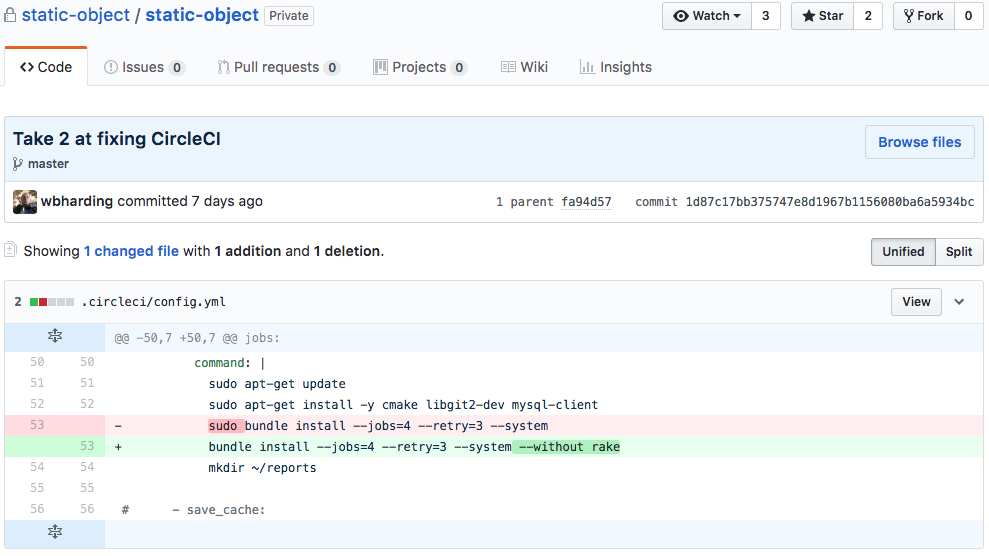 static-object / static-object Private Watch 3 Star 2 Fork 0
Code Issues 0 Pull requests 0 Projects 0 Wiki Insights
Take 2 at fixing CircleCI Browse files
master
wbharding committed 7 days ago 1 parent fa94d57 commit 1d87c17bb375747e8d1967b1156080ba6a5934bc
Showing 1 changed file with 1 addition and 1 deletion. Unified Split
2 .circleci/config.yml View
@@ -50,7 +50,7 @@ jobs:
50 50 command: |
51 51 sudo apt-get update
52 52 sudo apt-get install -y cmake libgit2-dev mysql-client
53 - sudo bundle install --jobs=4 --retry=3 --system
53 + bundle install --jobs=4 --retry=3 --system --without rake
54 54 mkdir ~/reports
55 55
56 56 # - save_cache: